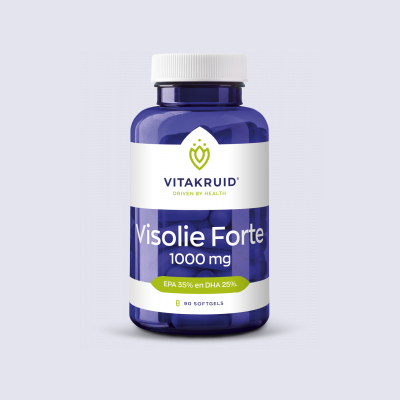 VITAKRUID®
DRIVEN BY HEALTH
Visolie Forte
1000 mg
EPA 35% en DHA 25%
90 SOFTGELS